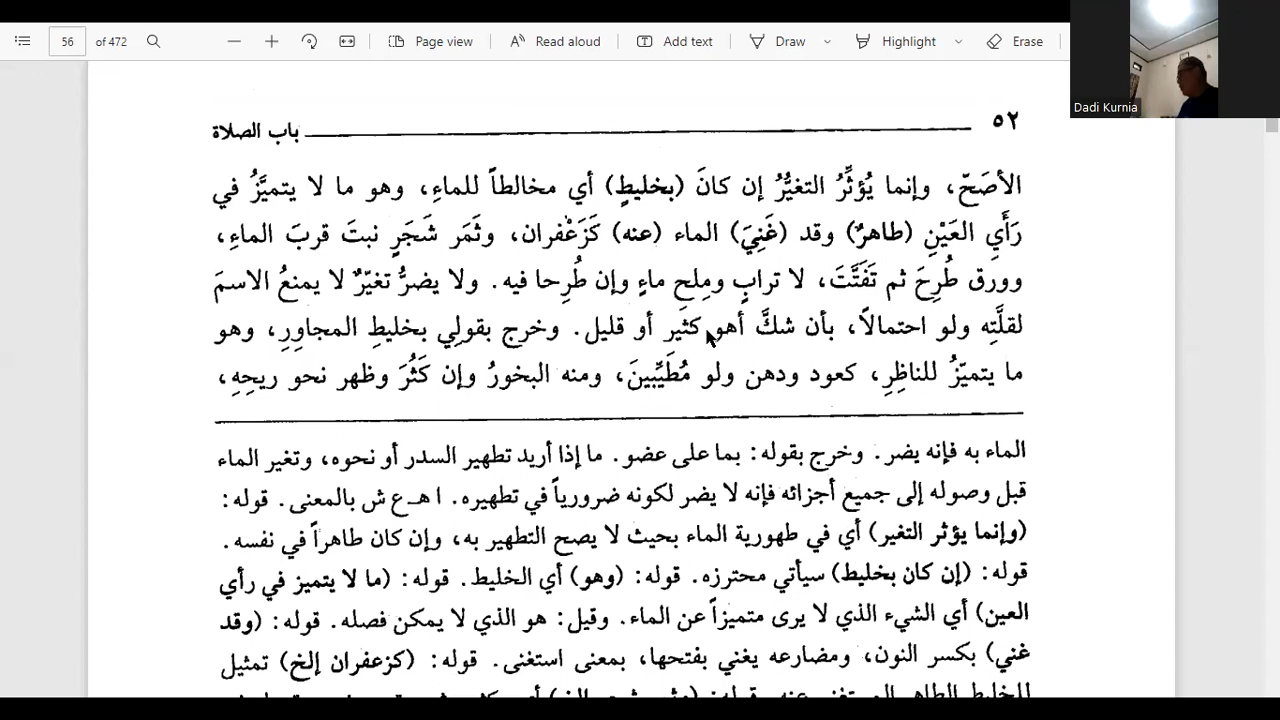 56 of 472 Page view Read aloud Add text Draw Highlight Erase
Dadi Kurnia
٥٢ باب الصلاة
الأصَحّ، وإنما يُؤثِّرُ التغيُّرُ إن كانَ (بخليطٍ) أي مخالطاً للماءِ، وهو ما لا يتميَّزُ في
رَأَيِ العَيْنِ (طاهرٌ) وقد (غَنِيَ) الماء (عنه) كَزَعْفران، وثَمَر شَجَرٍ نبتَ قربَ الماءِ،
وورق طُرِحَ ثم تَفَتَّتَ، لا ترابٍ ومِلحِ ماءٍ وإن طُرِحا فيه. ولا يضرُّ تغيّرٌ لا يمنعُ الاسمَ
لقلَّتِه ولو احتمالاً، بأن شكَّ أهو كثير أو قليل. وخرج بقولِي بخليطِ المجاورِ، وهو
ما يتميّزُ للناظِرِ، كعود ودهن ولو مُطَيِّبينَ، ومنه البخورُ وإن كَثُرَ وظهر نحو ريحِهِ،
الماء به فإنه يضر. وخرج بقوله: بما على عضو. ما إذا أريد تطهير السدر أو نحوه، وتغير الماء
قبل وصوله إلى جميع أجزائه فإنه لا يضر لكونه ضرورياً في تطهيره. ا هـ ع ش بالمعنى. قوله:
(وإنما يؤثر التغير) أي في طهورية الماء بحيث لا يصح التطهير به، وإن كان طاهراً في نفسه.
قوله: (إن كان بخليط) سيأتي محترزه. قوله: (وهو) أي الخليط. قوله: (ما لا يتميز في رأي
العين) أي الشيء الذي لا يرى متميزاً عن الماء. وقيل: هو الذي لا يمكن فصله. قوله: (وقد
غني) بكسر النون، ومضارعه يغني بفتحها، بمعنى استغنى. قوله: (كزعفران إلخ) تمثيل